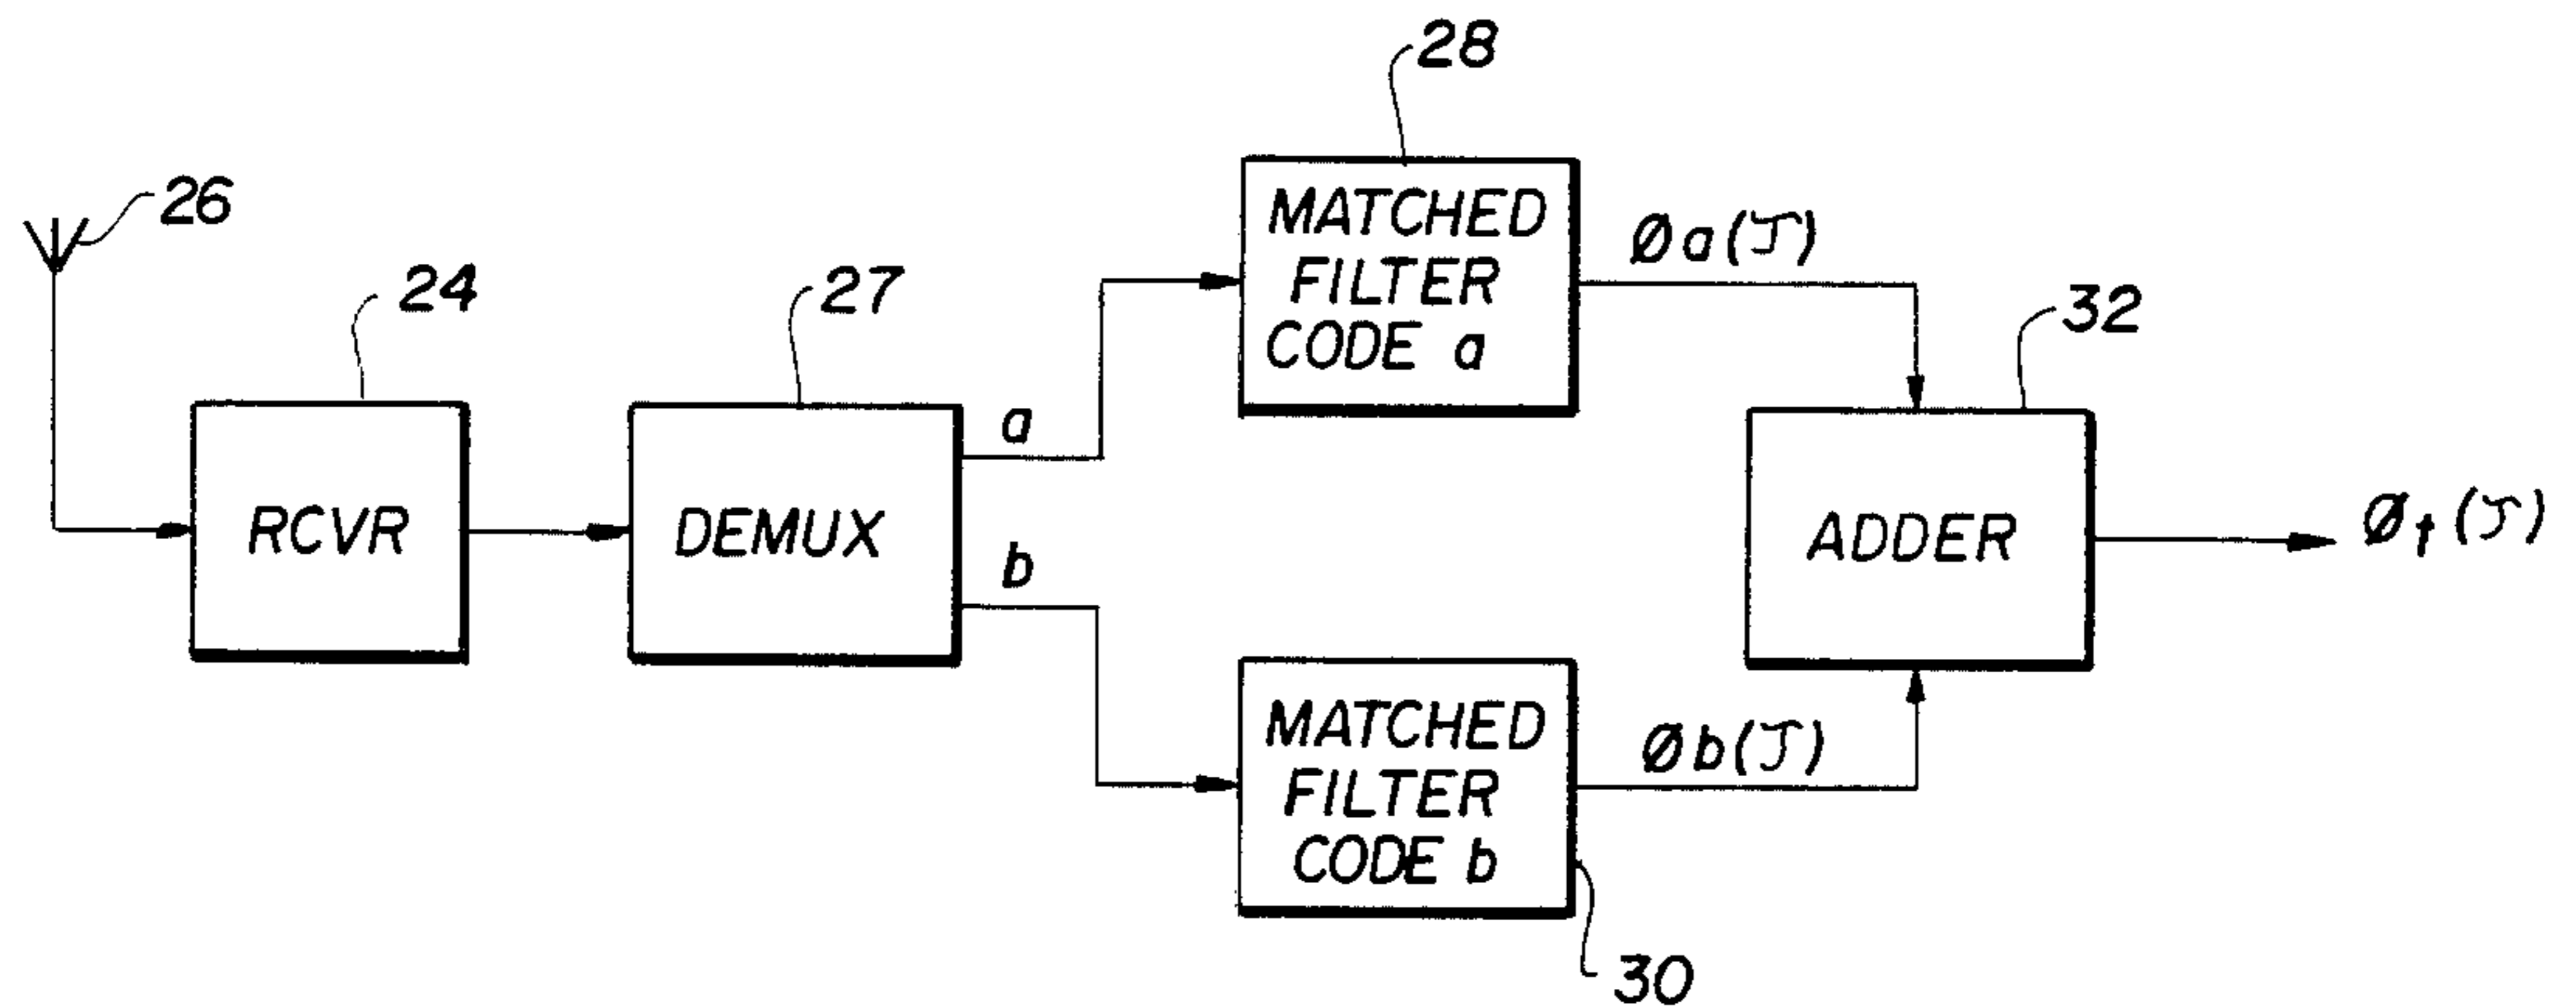 28
MATCHED
FILTER
CODE a
Øa(τ)
26
24
27
32
RCVR
DEMUX
a
b
ADDER
Øt(τ)
MATCHED
FILTER
CODE b
Øb(τ)
30